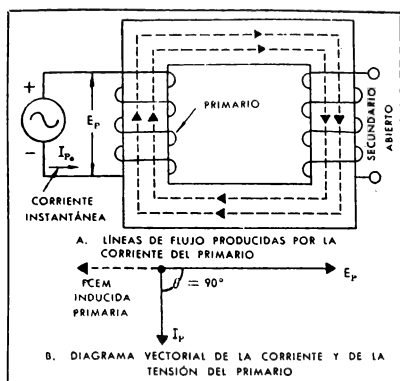 +
E_P
PRIMARIO
-
I_Po
SECUNDARIO
ABIERTO
CORRIENTE
INSTANTÁNEA
A. LÍNEAS DE FLUJO PRODUCIDAS POR LA
CORRIENTE DEL PRIMARIO
FCEM
INDUCIDA
PRIMARIA
θ = 90°
E_P
I_P
B. DIAGRAMA VECTORIAL DE LA CORRIENTE Y DE LA
TENSIÓN DEL PRIMARIO